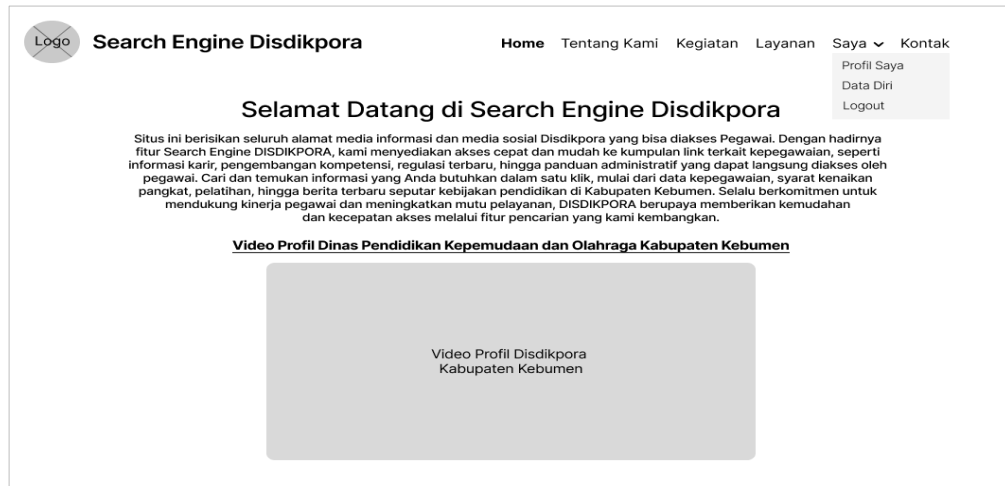 Logo
Search Engine Disdikpora
Home Tentang Kami Kegiatan Layanan Saya Kontak
Profil Saya
Data Diri
Logout
Selamat Datang di Search Engine Disdikpora
Situs ini berisikan seluruh alamat media informasi dan media sosial Disdikpora yang bisa diakses Pegawai. Dengan hadirnya
fitur Search Engine DISDIKPORA, kami menyediakan akses cepat dan mudah ke kumpulan link terkait kepegawaian, seperti
informasi karir, pengembangan kompetensi, regulasi terbaru, hingga panduan administratif yang dapat langsung diakses oleh
pegawai. Cari dan temukan informasi yang Anda butuhkan dalam satu klik, mulai dari data kepegawaian, syarat kenaikan
pangkat, pelatihan, hingga berita terbaru seputar kebijakan pendidikan di Kabupaten Kebumen. Selalu berkomitmen untuk
mendukung kinerja pegawai dan meningkatkan mutu pelayanan, DISDIKPORA berupaya memberikan kemudahan
dan kecepatan akses melalui fitur pencarian yang kami kembangkan.
Video Profil Dinas Pendidikan Kepemudaan dan Olahraga Kabupaten Kebumen
Video Profil Disdikpora
Kabupaten Kebumen